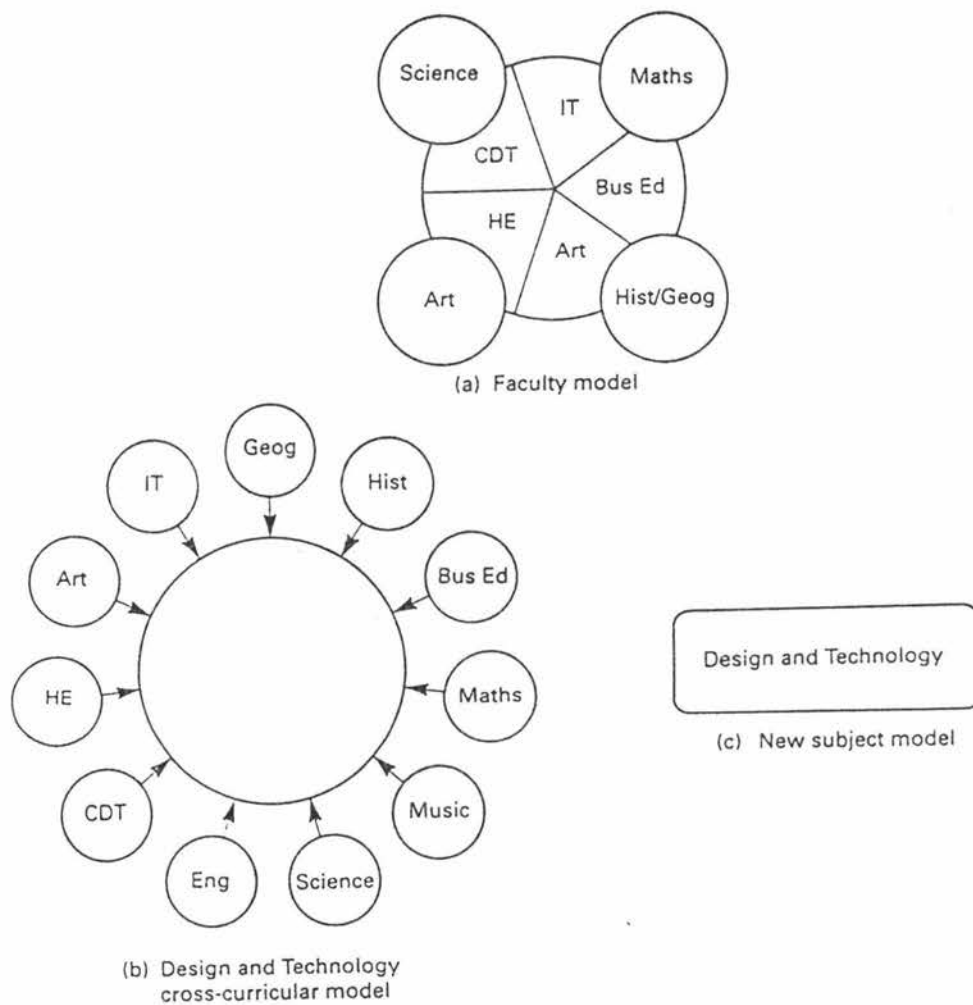 Science
Maths
IT
CDT
Bus Ed
HE
Art
Art
Hist/Geog
(a) Faculty model
Geog
IT
Hist
Art
Bus Ed
HE
Maths
CDT
Music
Eng
Science
(b) Design and Technology
cross-curricular model
Design and Technology
(c) New subject model